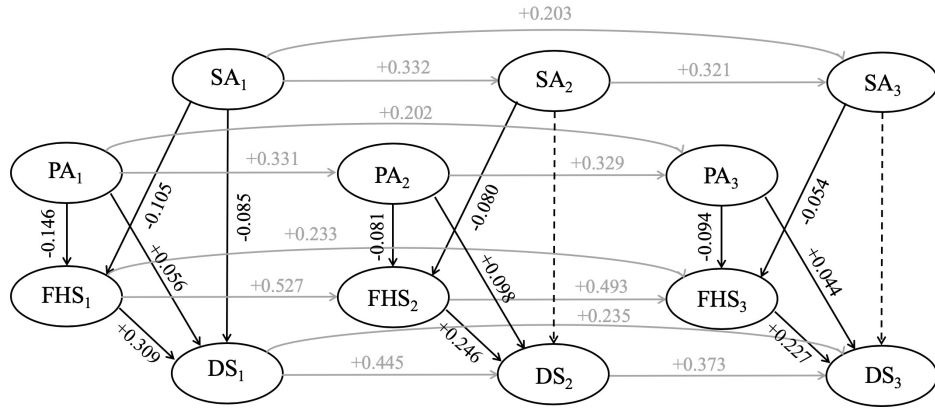 +0.203
SA₁
+0.332
SA₂
+0.321
SA₃
+0.202
PA₁
+0.331
PA₂
+0.329
PA₃
-0.146
-0.105
-0.085
-0.081
-0.080
-0.094
-0.054
+0.056
+0.233
+0.098
+0.044
FHS₁
+0.527
FHS₂
+0.493
FHS₃
+0.309
+0.246
+0.235
+0.227
DS₁
+0.445
DS₂
+0.373
DS₃